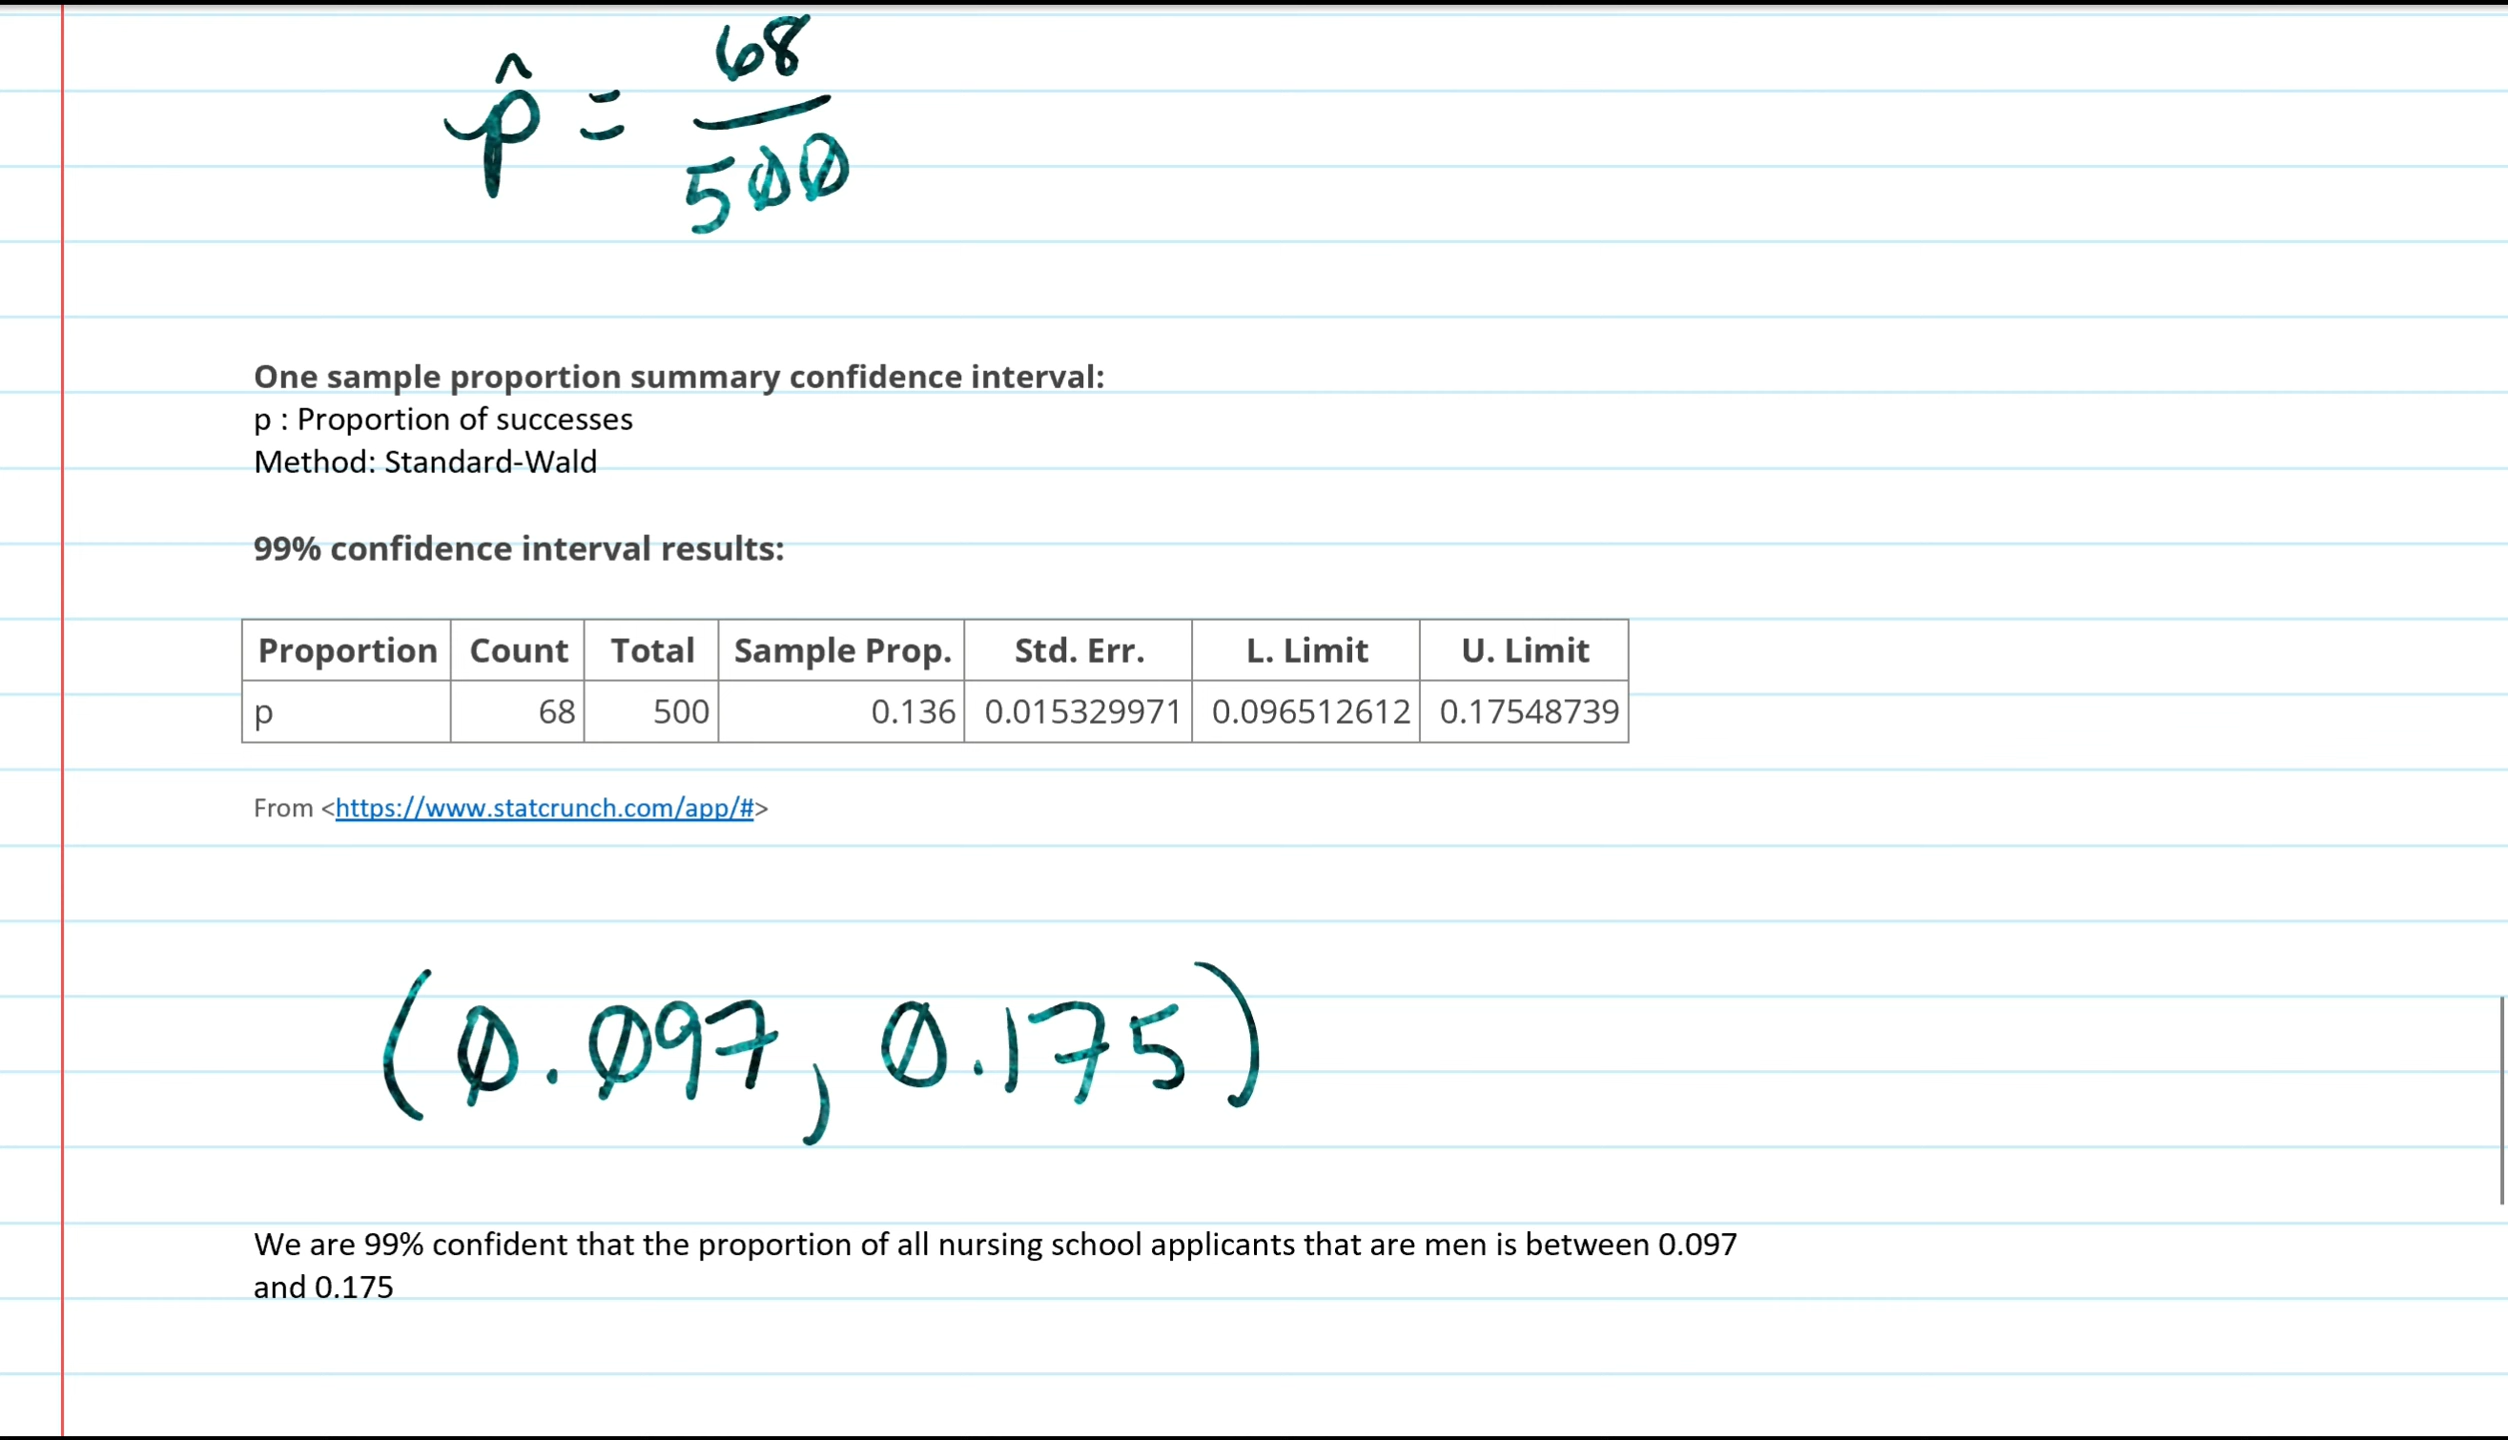 p̂ = 68/500
One sample proportion summary confidence interval:
p : Proportion of successes
Method: Standard-Wald
99% confidence interval results:
Proportion Count Total Sample Prop. Std. Err. L. Limit U. Limit
p 68 500 0.136 0.015329971 0.096512612 0.17548739
From <https://www.statcrunch.com/app/#>
(0.097, 0.175)
We are 99% confident that the proportion of all nursing school applicants that are men is between 0.097
and 0.175